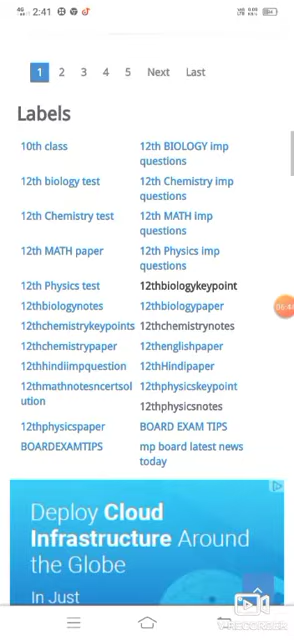 4G 2:41
1 2 3 4 5 Next Last
Labels
10th class
12th BIOLOGY imp
questions
12th biology test
12th Chemistry imp
questions
12th Chemistry test
12th MATH imp
questions
12th MATH paper
12th Physics imp
questions
12th Physics test
12thbiologykeypoint
12thbiologynotes
12thbiologypaper
12thchemistrykeypoints
12thchemistrynotes
12thchemistrypaper
12thenglishpaper
12thhindiimpquestion
12thHindipaper
12thmathnotesncertsol
ution
12thphysicskeypoint
12thphysicsnotes
12thphysicspaper
BOARD EXAM TIPS
BOARDEXAMTIPS
mp board latest news
today
Deploy Cloud
Infrastructure Around
the Globe
In Just